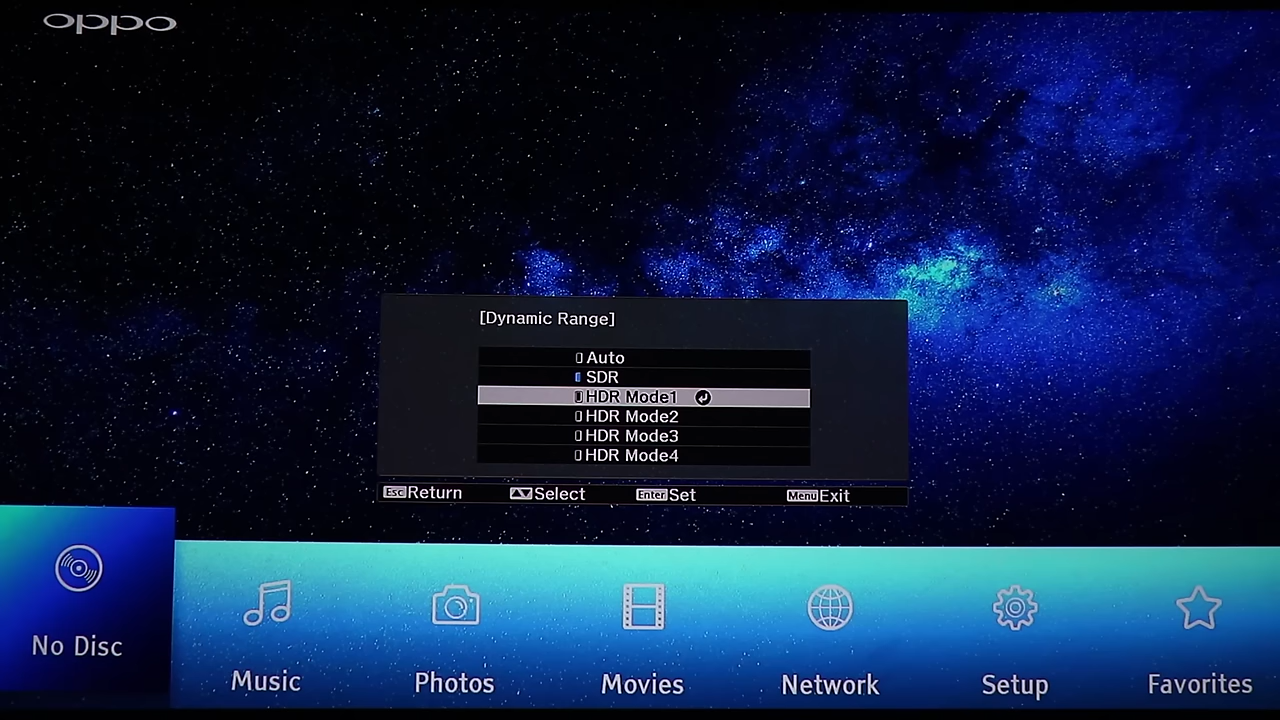 oppo
[Dynamic Range]
Auto
SDR
HDR Mode1
HDR Mode2
HDR Mode3
HDR Mode4
Esc Return
Select
Enter Set
Menu Exit
No Disc
Music
Photos
Movies
Network
Setup
Favorites